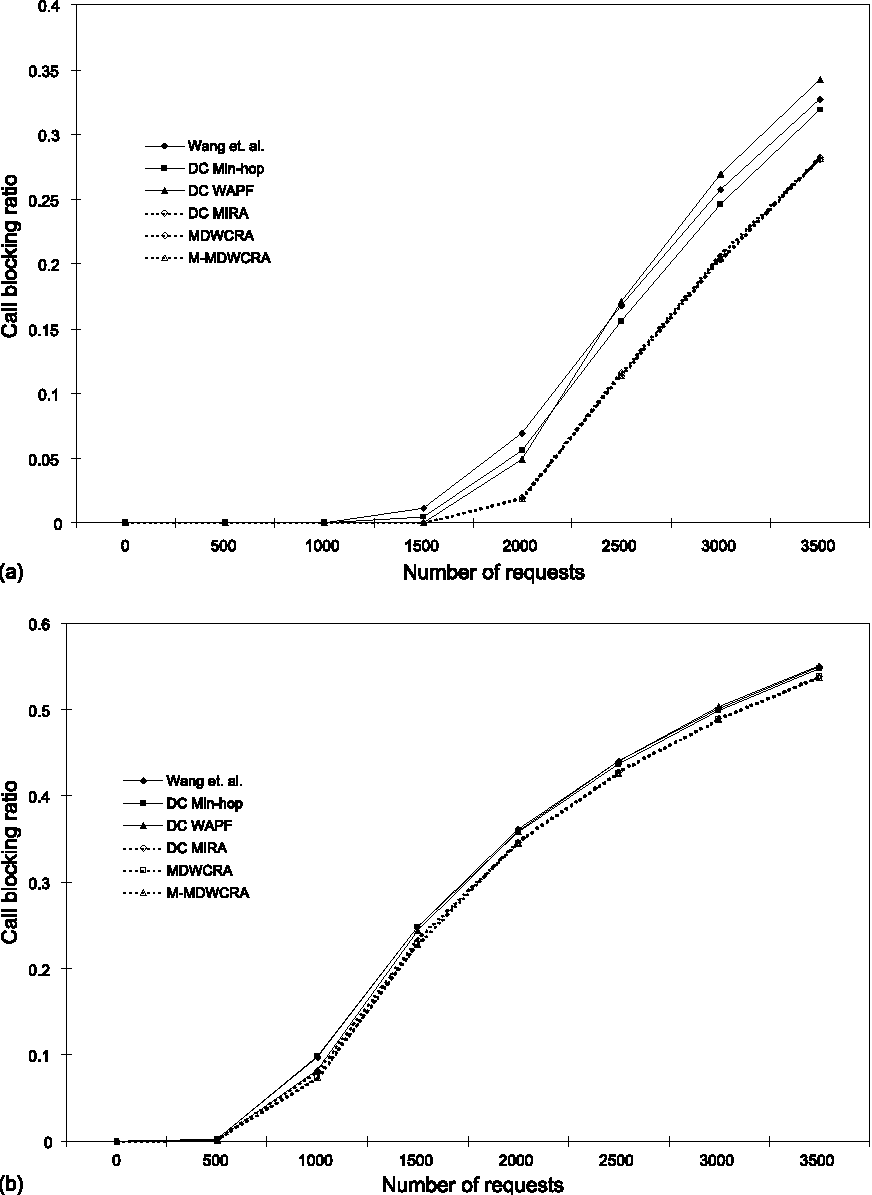 0.4
0.35
0.3
0.25
0.2
0.15
0.1
0.05
0
Call blocking ratio
Wang et. al.
DC Min-hop
DC WAPF
DC MIRA
MDWCRA
M-MDWCRA
0 500 1000 1500 2000 2500 3000 3500
Number of requests
(a)
0.6
0.5
0.4
0.3
0.2
0.1
0
Call blocking ratio
Wang et. al.
DC Min-hop
DC WAPF
DC MIRA
MDWCRA
M-MDWCRA
0 500 1000 1500 2000 2500 3000 3500
Number of requests
(b)